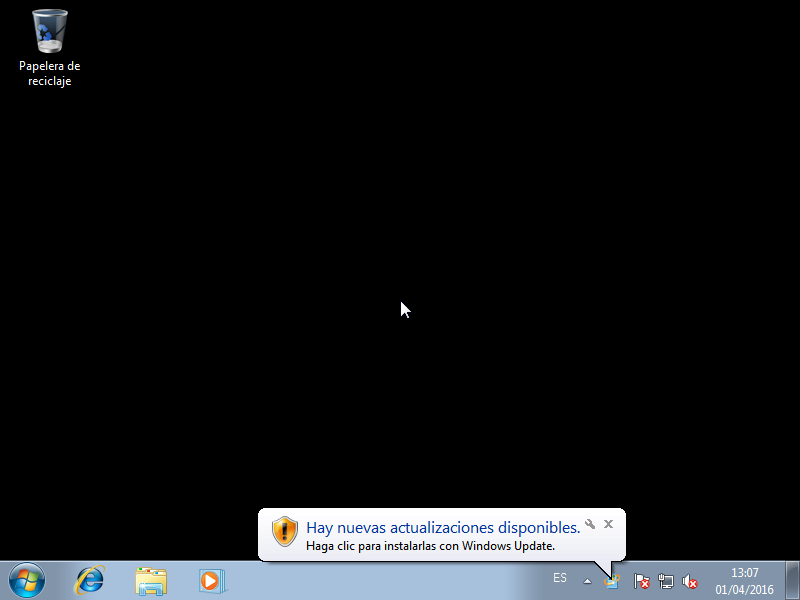 Papelera de
reciclaje
Hay nuevas actualizaciones disponibles.
Haga clic para instalarlas con Windows Update.
ES
13:07
01/04/2016